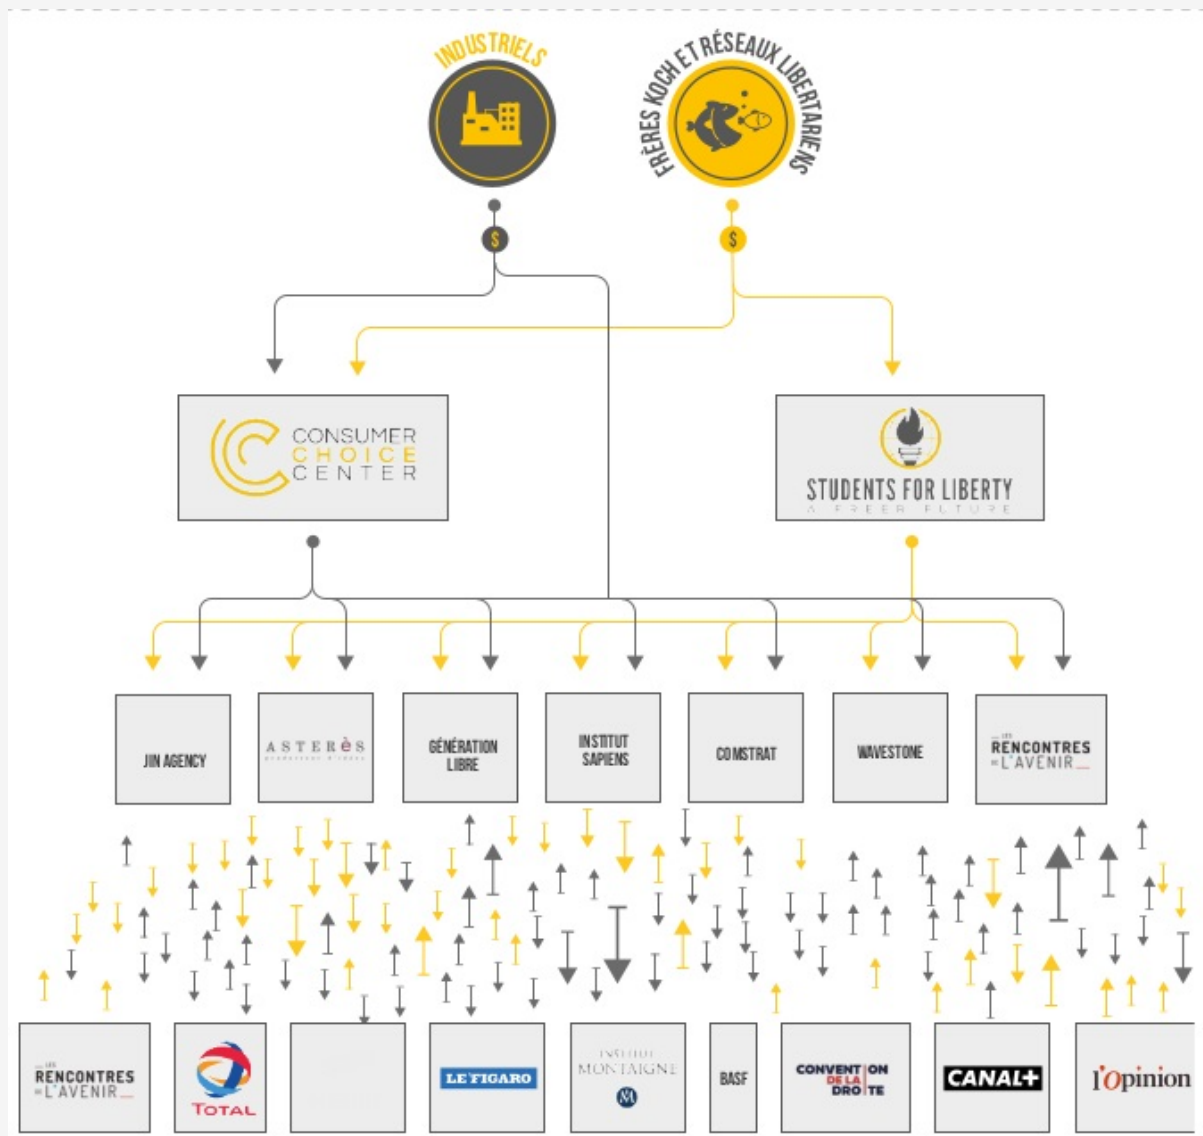 INDUSTRIELS
FRÈRES KOCH ET RÉSEAUX LIBERTARIENS
$
$
CONSUMER
CHOICE
CENTER
STUDENTS FOR LIBERTY
A FREER FUTURE
JIN AGENCY
ASTERèS
GÉNÉRATION
LIBRE
INSTITUT
SAPIENS
COMSTRAT
WAVESTONE
LES
RENCONTRES
DE L'AVENIR
LES
RENCONTRES
DE L'AVENIR
TOTAL
LE FIGARO
INSTITUT
MONTAIGNE
BASF
CONVENTION
DE LA
DROITE
CANAL+
l'Opinion